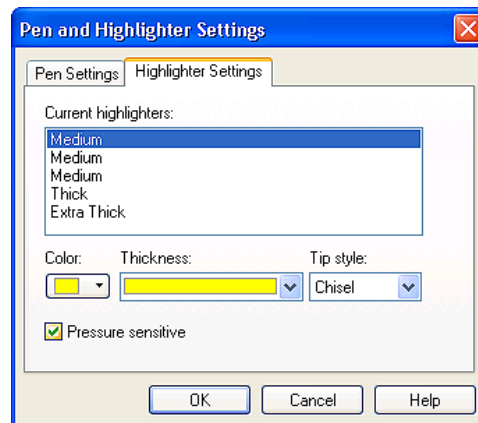 Pen and Highlighter Settings
Pen Settings Highlighter Settings
Current highlighters:
Medium
Medium
Medium
Thick
Extra Thick
Color: Thickness: Tip style:
Chisel
Pressure sensitive
OK Cancel Help